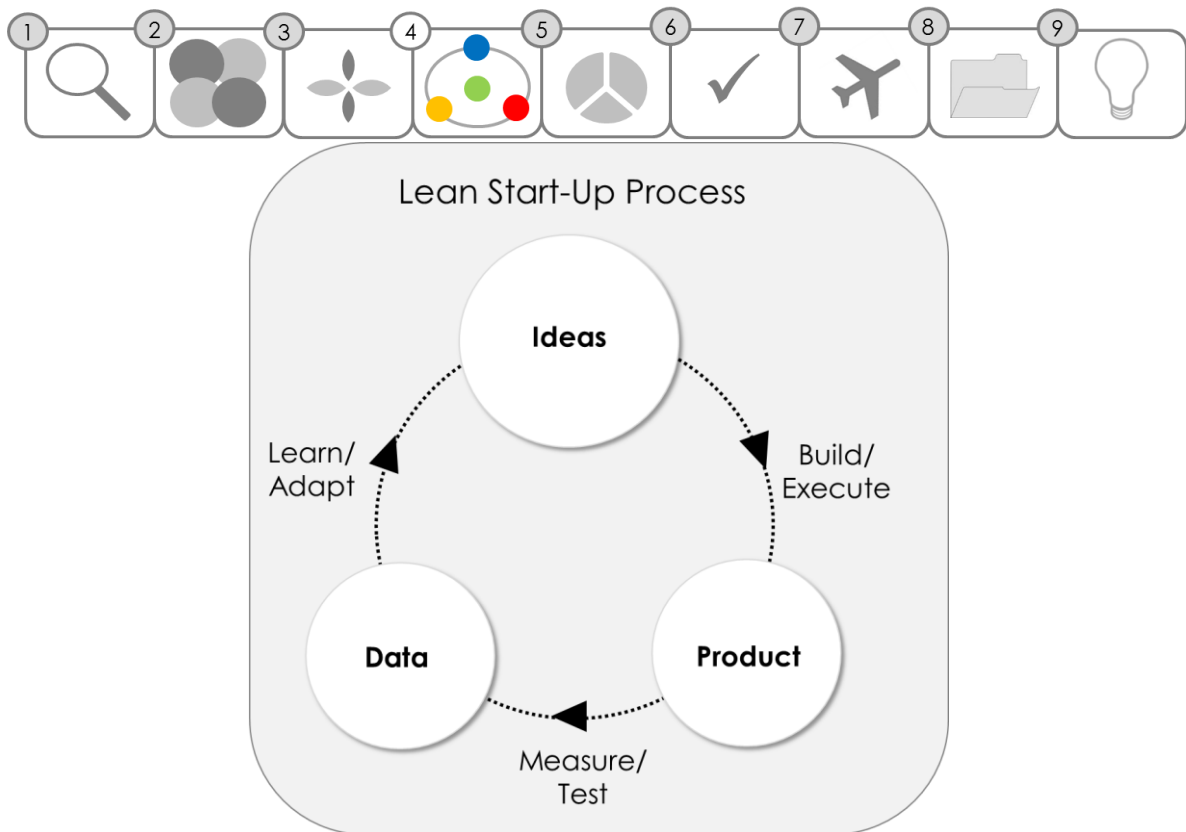 1
2
3
4
5
6
7
8
9
Lean Start-Up Process
Ideas
Learn/
Adapt
Build/
Execute
Data
Product
Measure/
Test